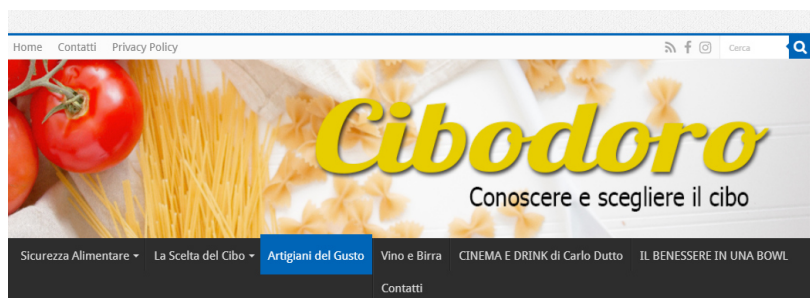 Home Contatti Privacy Policy Cerca
Cibodoro
Conoscere e scegliere il cibo
Sicurezza Alimentare La Scelta del Cibo Artigiani del Gusto Vino e Birra CINEMA E DRINK di Carlo Dutto IL BENESSERE IN UNA BOWL
Contatti